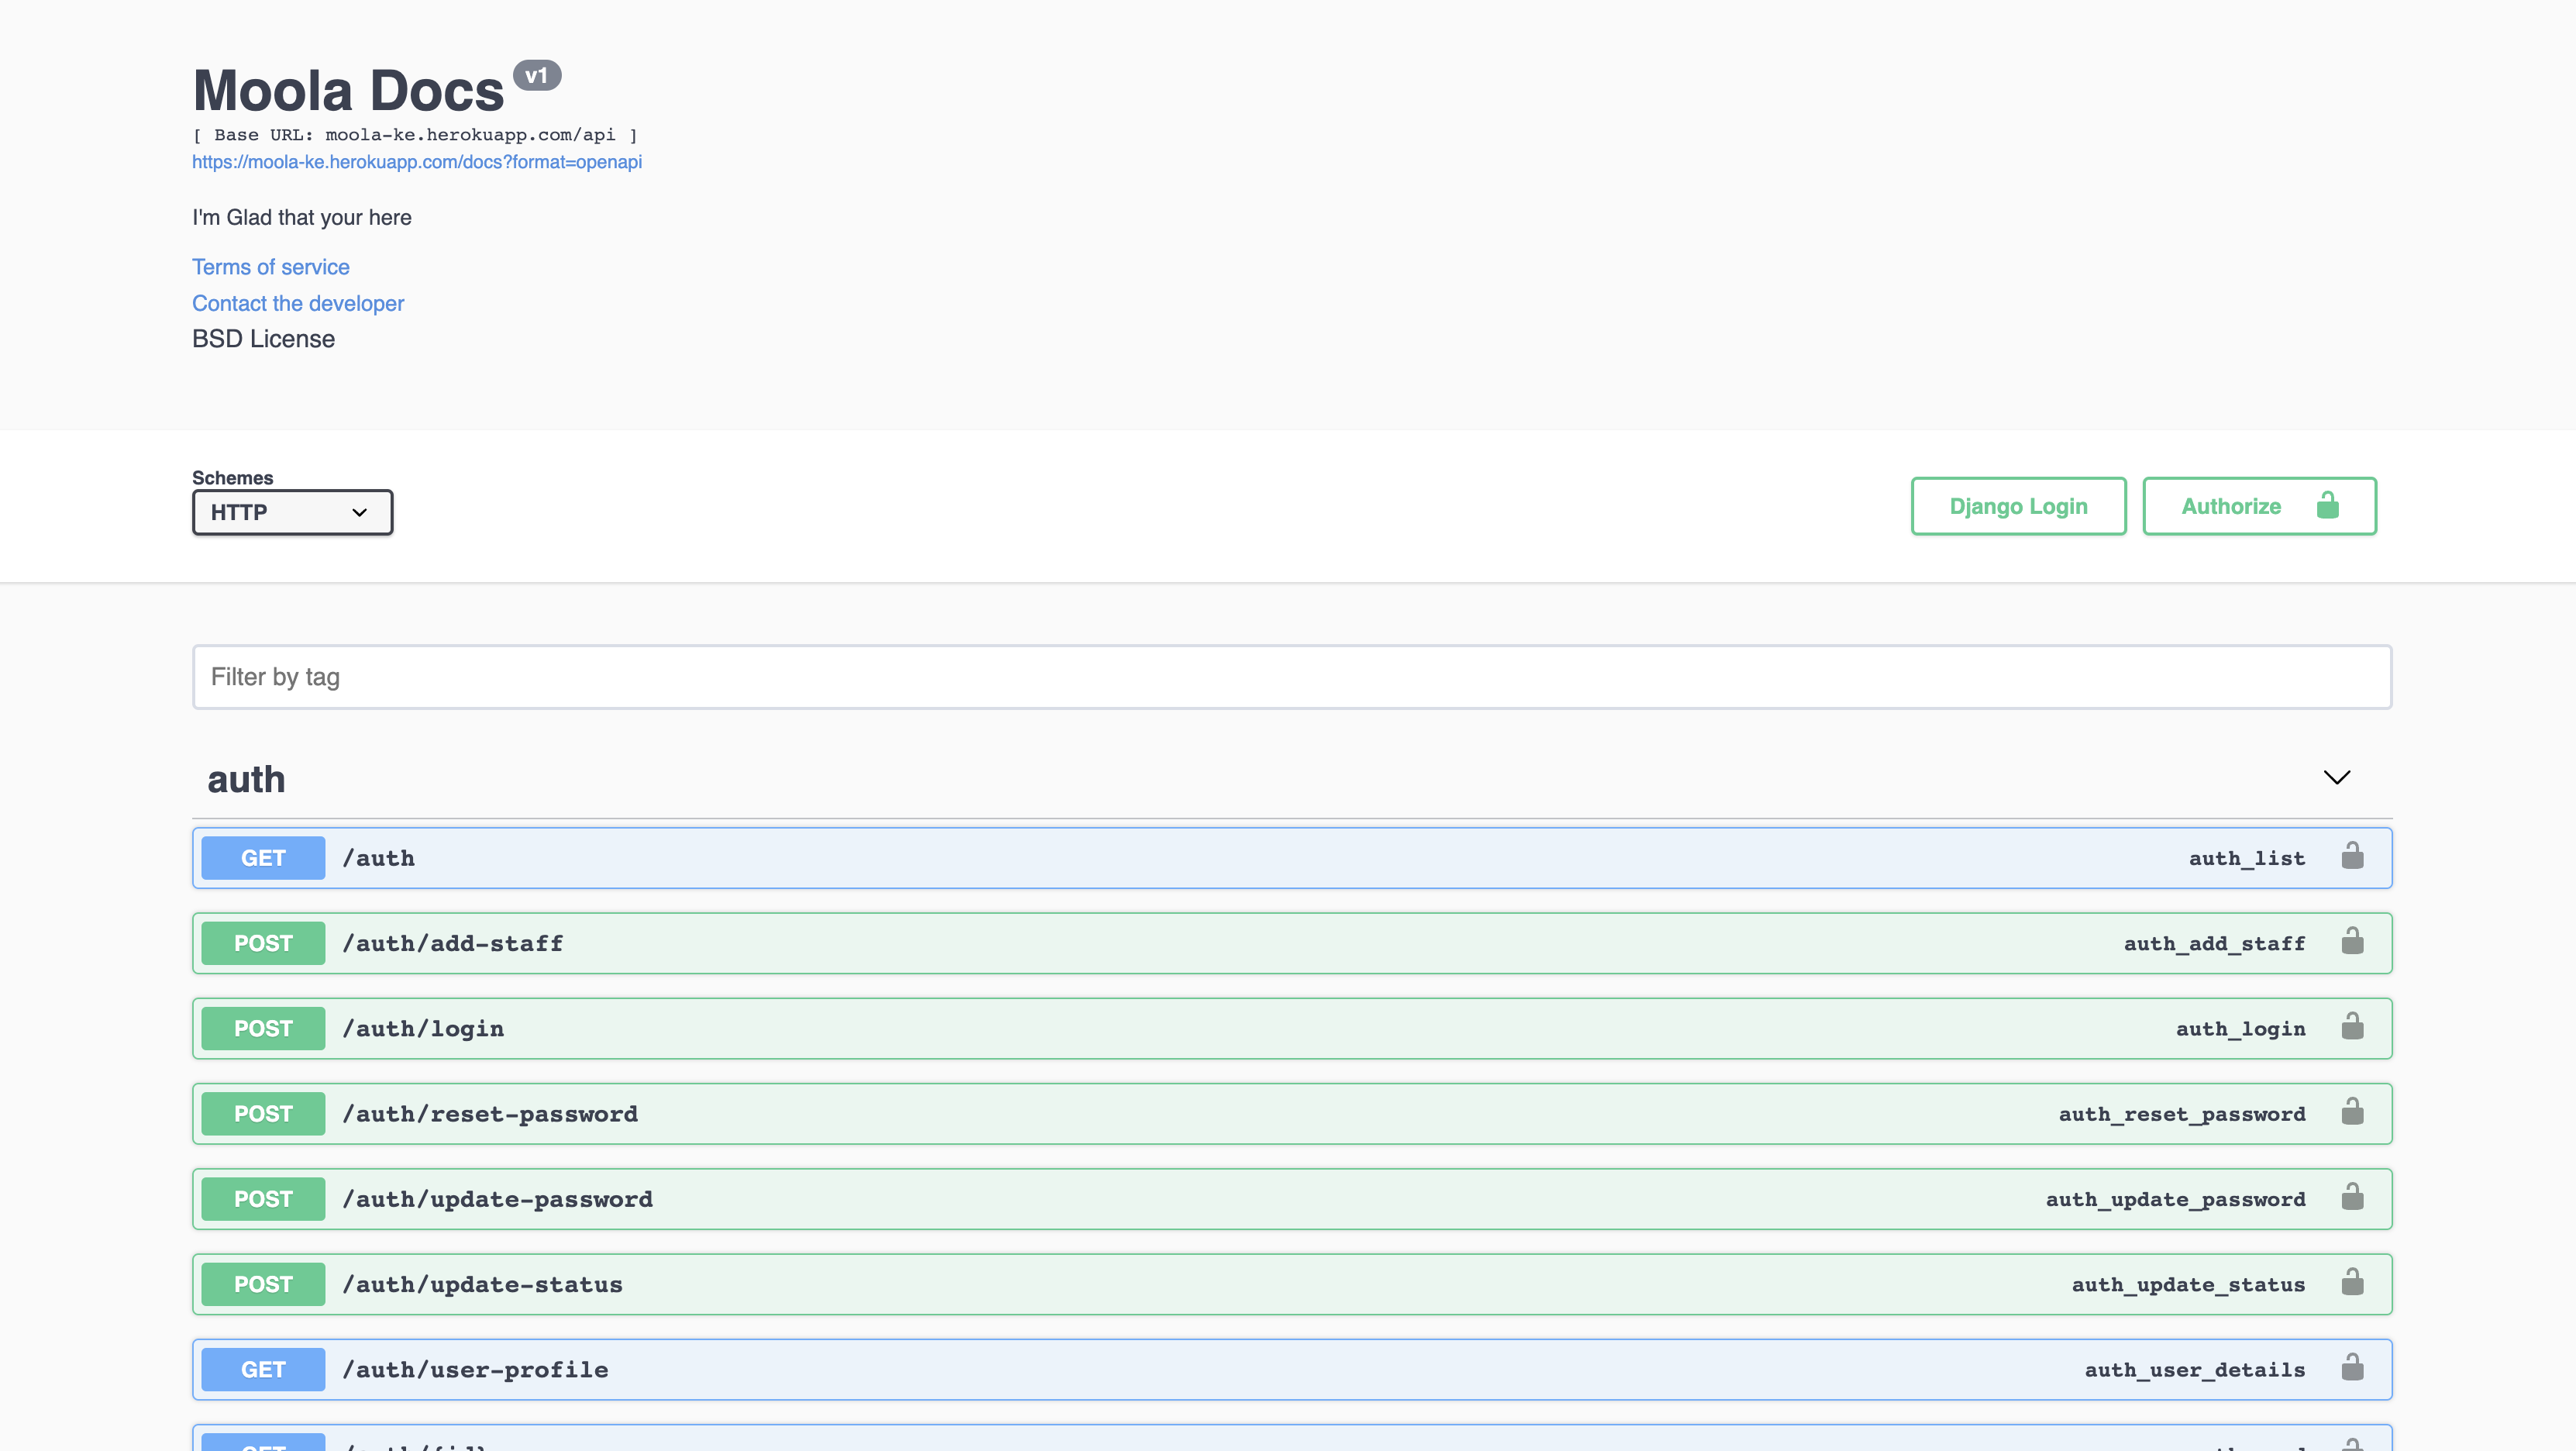 Moola Docs v1
[ Base URL: moola-ke.herokuapp.com/api ]
https://moola-ke.herokuapp.com/docs?format=openapi
I'm Glad that your here
Terms of service
Contact the developer
BSD License
Schemes
HTTP
Django Login
Authorize
Filter by tag
auth
GET /auth auth_list
POST /auth/add-staff auth_add_staff
POST /auth/login auth_login
POST /auth/reset-password auth_reset_password
POST /auth/update-password auth_update_password
POST /auth/update-status auth_update_status
GET /auth/user-profile auth_user_details
GET /auth/{id}